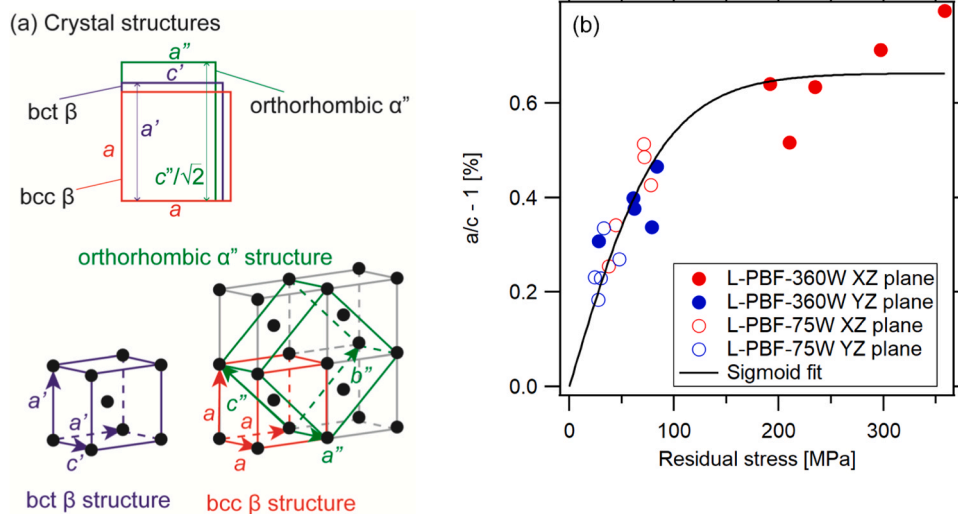 (a) Crystal structures
a”
c’
bct β
orthorhombic α”
a’
a
c”/√2
bcc β
a
orthorhombic α” structure
a’
a’
c’
bct β structure
c”
b”
a
a
a
a”
bcc β structure
(b)
a/c - 1 [%]
0.6
0.4
0.2
0.0
L-PBF-360W XZ plane
L-PBF-360W YZ plane
L-PBF-75W XZ plane
L-PBF-75W YZ plane
Sigmoid fit
0
100
200
300
Residual stress [MPa]